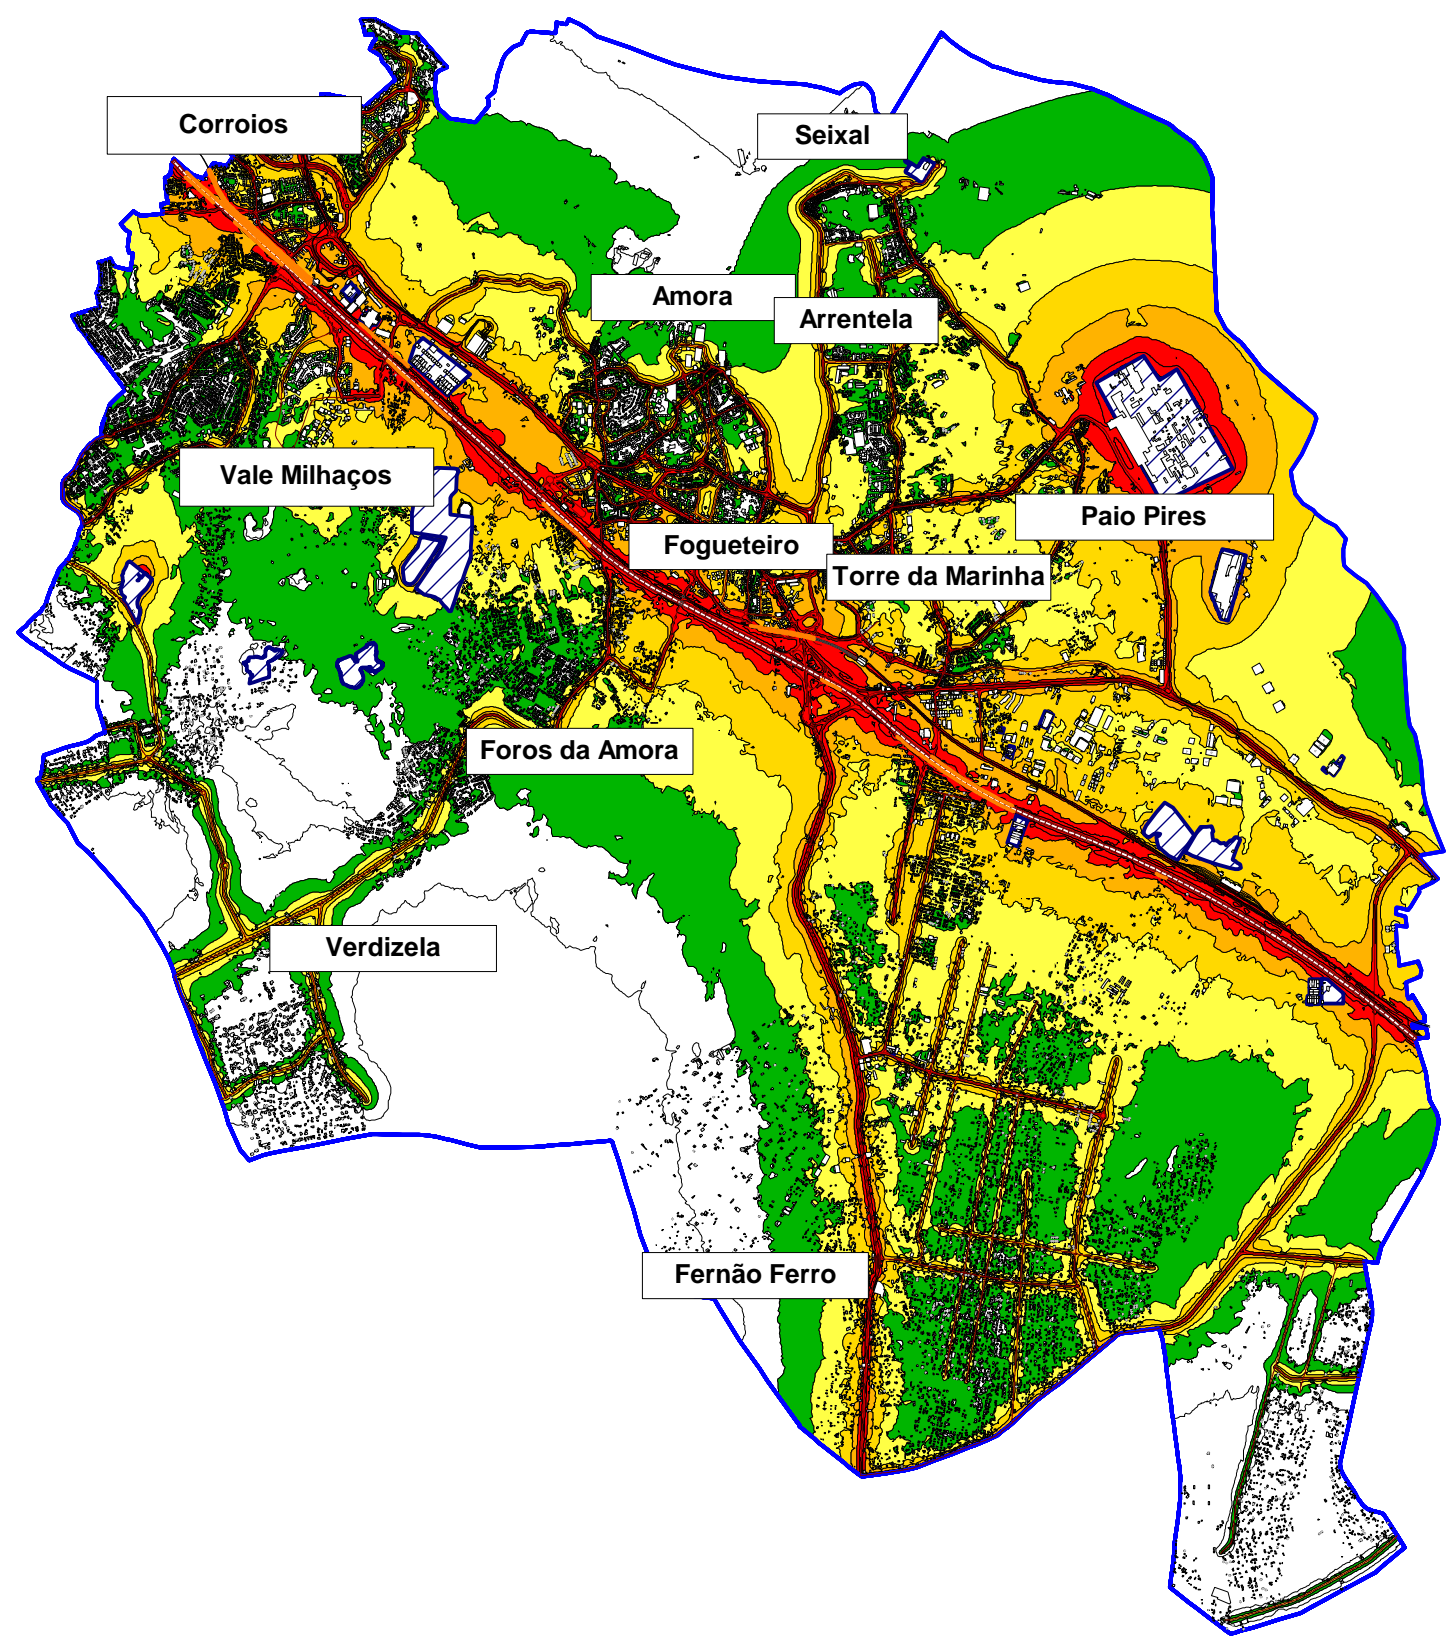 Corroios
Seixal
Amora
Arrentela
Vale Milhaços
Paio Pires
Fogueteiro
Torre da Marinha
Foros da Amora
Verdizela
Fernão Ferro